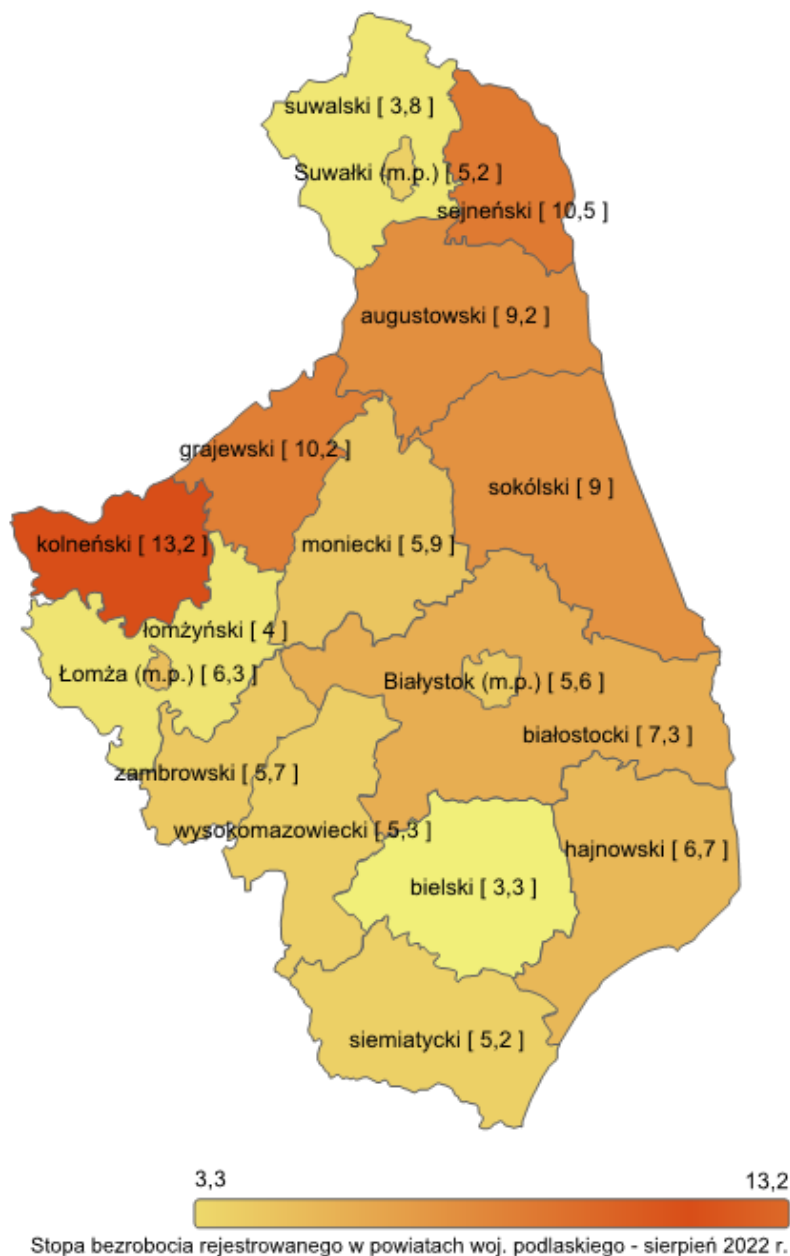 suwalski [ 3,8 ]
Suwałki (m.p.) [ 5,2 ]
sejneński [ 10,5 ]
augustowski [ 9,2 ]
grajewski [ 10,2 ]
sokólski [ 9 ]
kolneński [ 13,2 ]
moniecki [ 5,9 ]
łomżyński [ 4 ]
Łomża (m.p.) [ 6,3 ]
Białystok (m.p.) [ 5,6 ]
białostocki [ 7,3 ]
zambrowski [ 5,7 ]
wysokomazowiecki [ 5,3 ]
hajnowski [ 6,7 ]
bielski [ 3,3 ]
siemiatycki [ 5,2 ]
3,3
13,2
Stopa bezrobocia rejestrowanego w powiatach woj. podlaskiego - sierpień 2022 r.